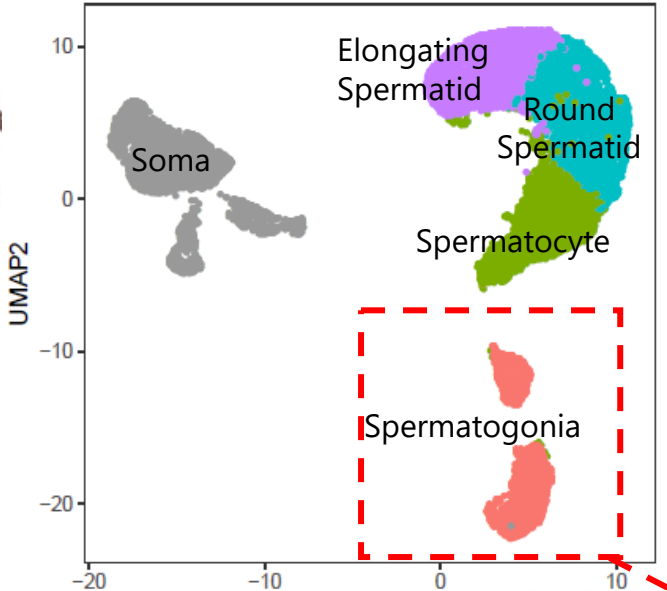 10
0
−10
−20
UMAP2
Elongating
Spermatid
Round
Spermatid
Soma
Spermatocyte
Spermatogonia
−20
−10
0
10